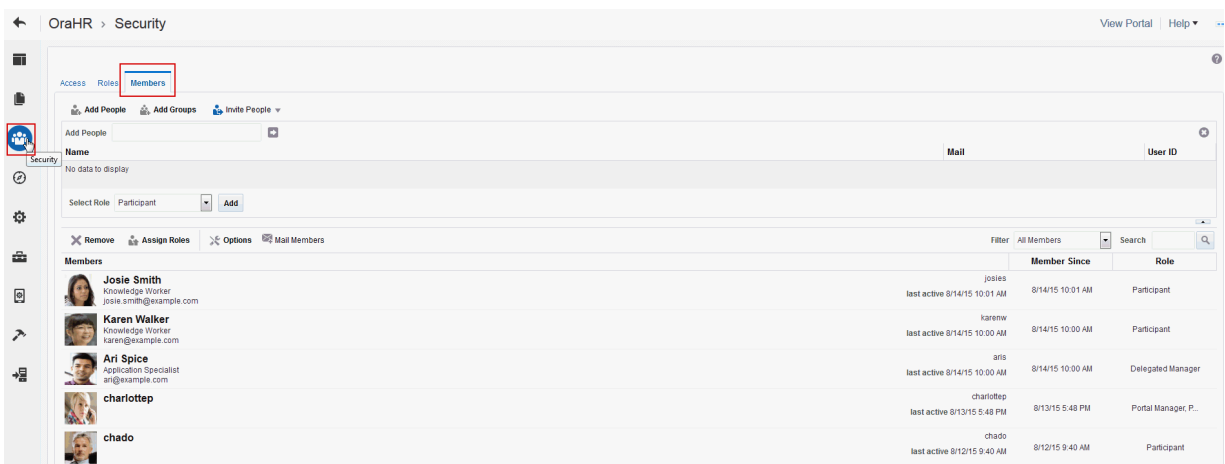 OraHR > Security
View Portal Help
Access Roles Members
Add People Add Groups Invite People
Add People
Security
Name Mail User ID
No data to display
Select Role Participant Add
Remove Assign Roles Options Mail Members Filter All Members Search
Members Member Since Role
Josie Smith josies
Knowledge Worker
josie.smith@example.com last active 8/14/15 10:01 AM 8/14/15 10:01 AM Participant
Karen Walker karenw
Knowledge Worker
karen@example.com last active 8/14/15 10:00 AM 8/14/15 10:00 AM Participant
Ari Spice aris
Application Specialist
ari@example.com last active 8/14/15 10:00 AM 8/14/15 10:00 AM Delegated Manager
charlottep charlottep
last active 8/13/15 5:48 PM 8/13/15 5:48 PM Portal Manager, P...
chado chado
last active 8/12/15 9:40 AM 8/12/15 9:40 AM Participant